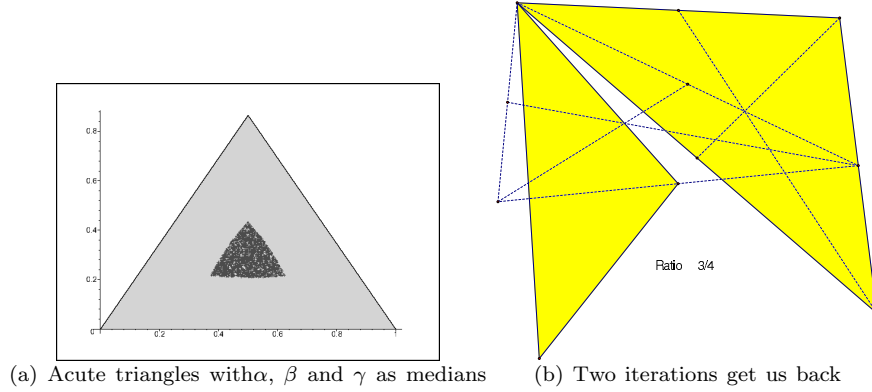 0.8
0.6
0.4
0.2
0
0.2 0.4 0.6 0.8 1
Ratio 3/4
(a) Acute triangles withα, β and γ as medians
(b) Two iterations get us back